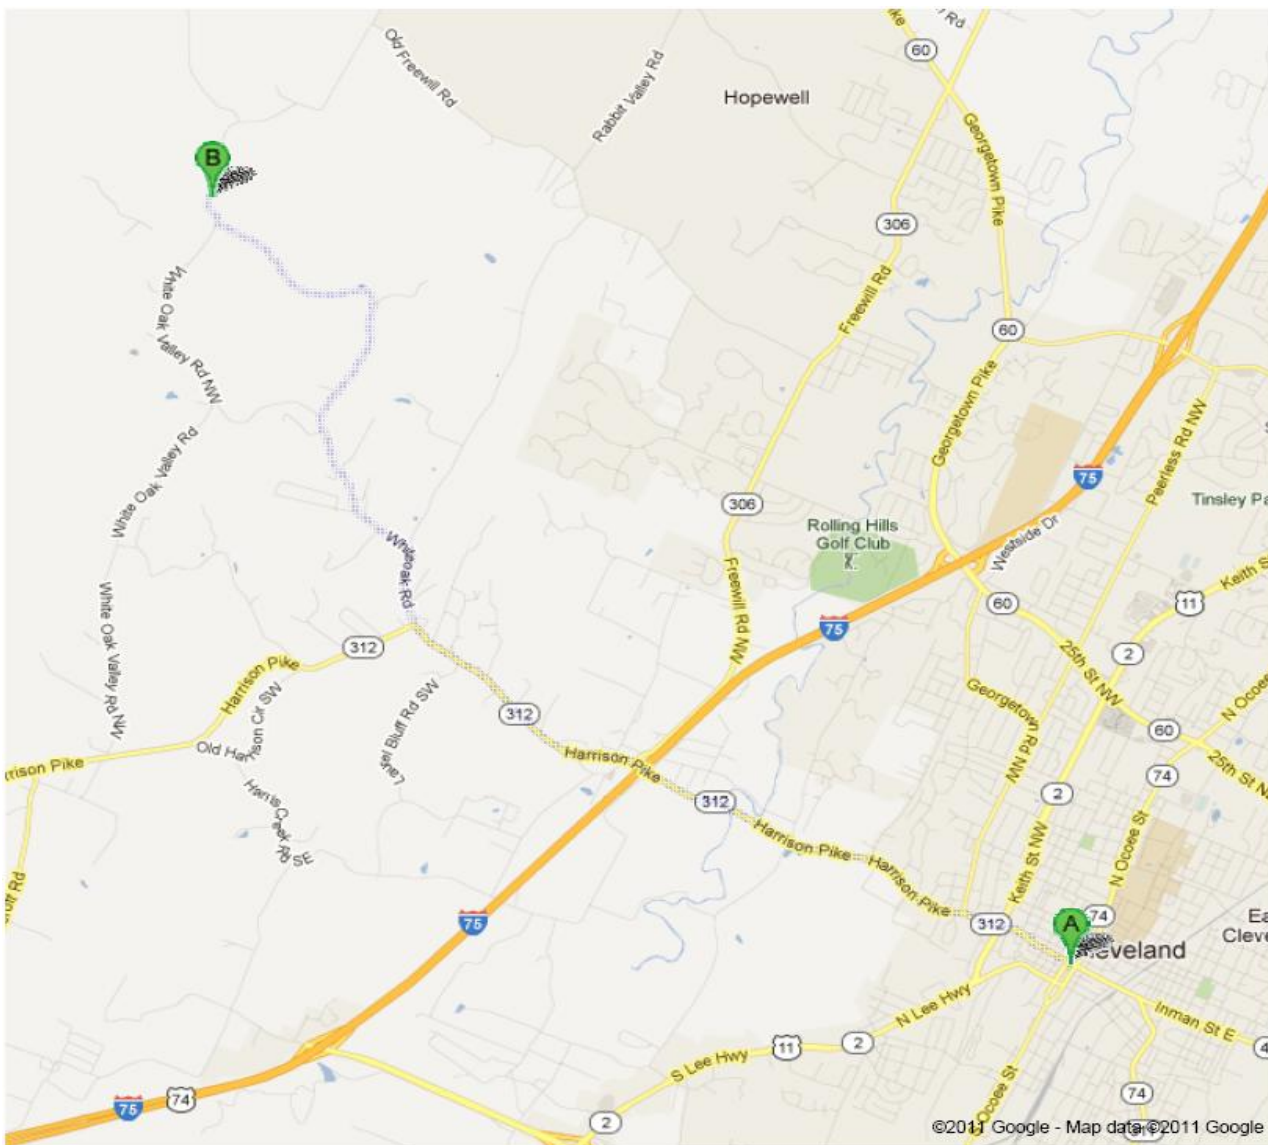 Old Freewill Rd
Rabbit Valley Rd
Pike
Rd
60
Hopewell
Georgetown Pike
B
306
Freewill Rd
White Oak Valley Rd NW
60
Georgetown Pike
Peerless Rd NW
75
White Oak Valley Rd
306
Rolling Hills
Golf Club
Westside Dr
Tinsley Pa
Whiteoak Rd
Freewill Rd NW
75
60
Keith S
11
White Oak Valley Rd NW
312
2
25th St NW
Harrison Pike
Harrison Cir SW
Laurel Bluff Rd SW
312
Georgetown Rd NW
N Ocoee
60
Old Har
rrison Pike
Harrison Pike
74
25th St N
Harris Creek Rd SE
312
2
Harrison Pike
Harrison Pike
Keith St NW
N Ocoee St
75
312
A
74
Cleveland
Ea
Cleve
N Lee Hwy
Inman St E
S Lee Hwy
11
2
4
Ocoee St
75
74
2
74
©2011 Google - Map data ©2011 Google